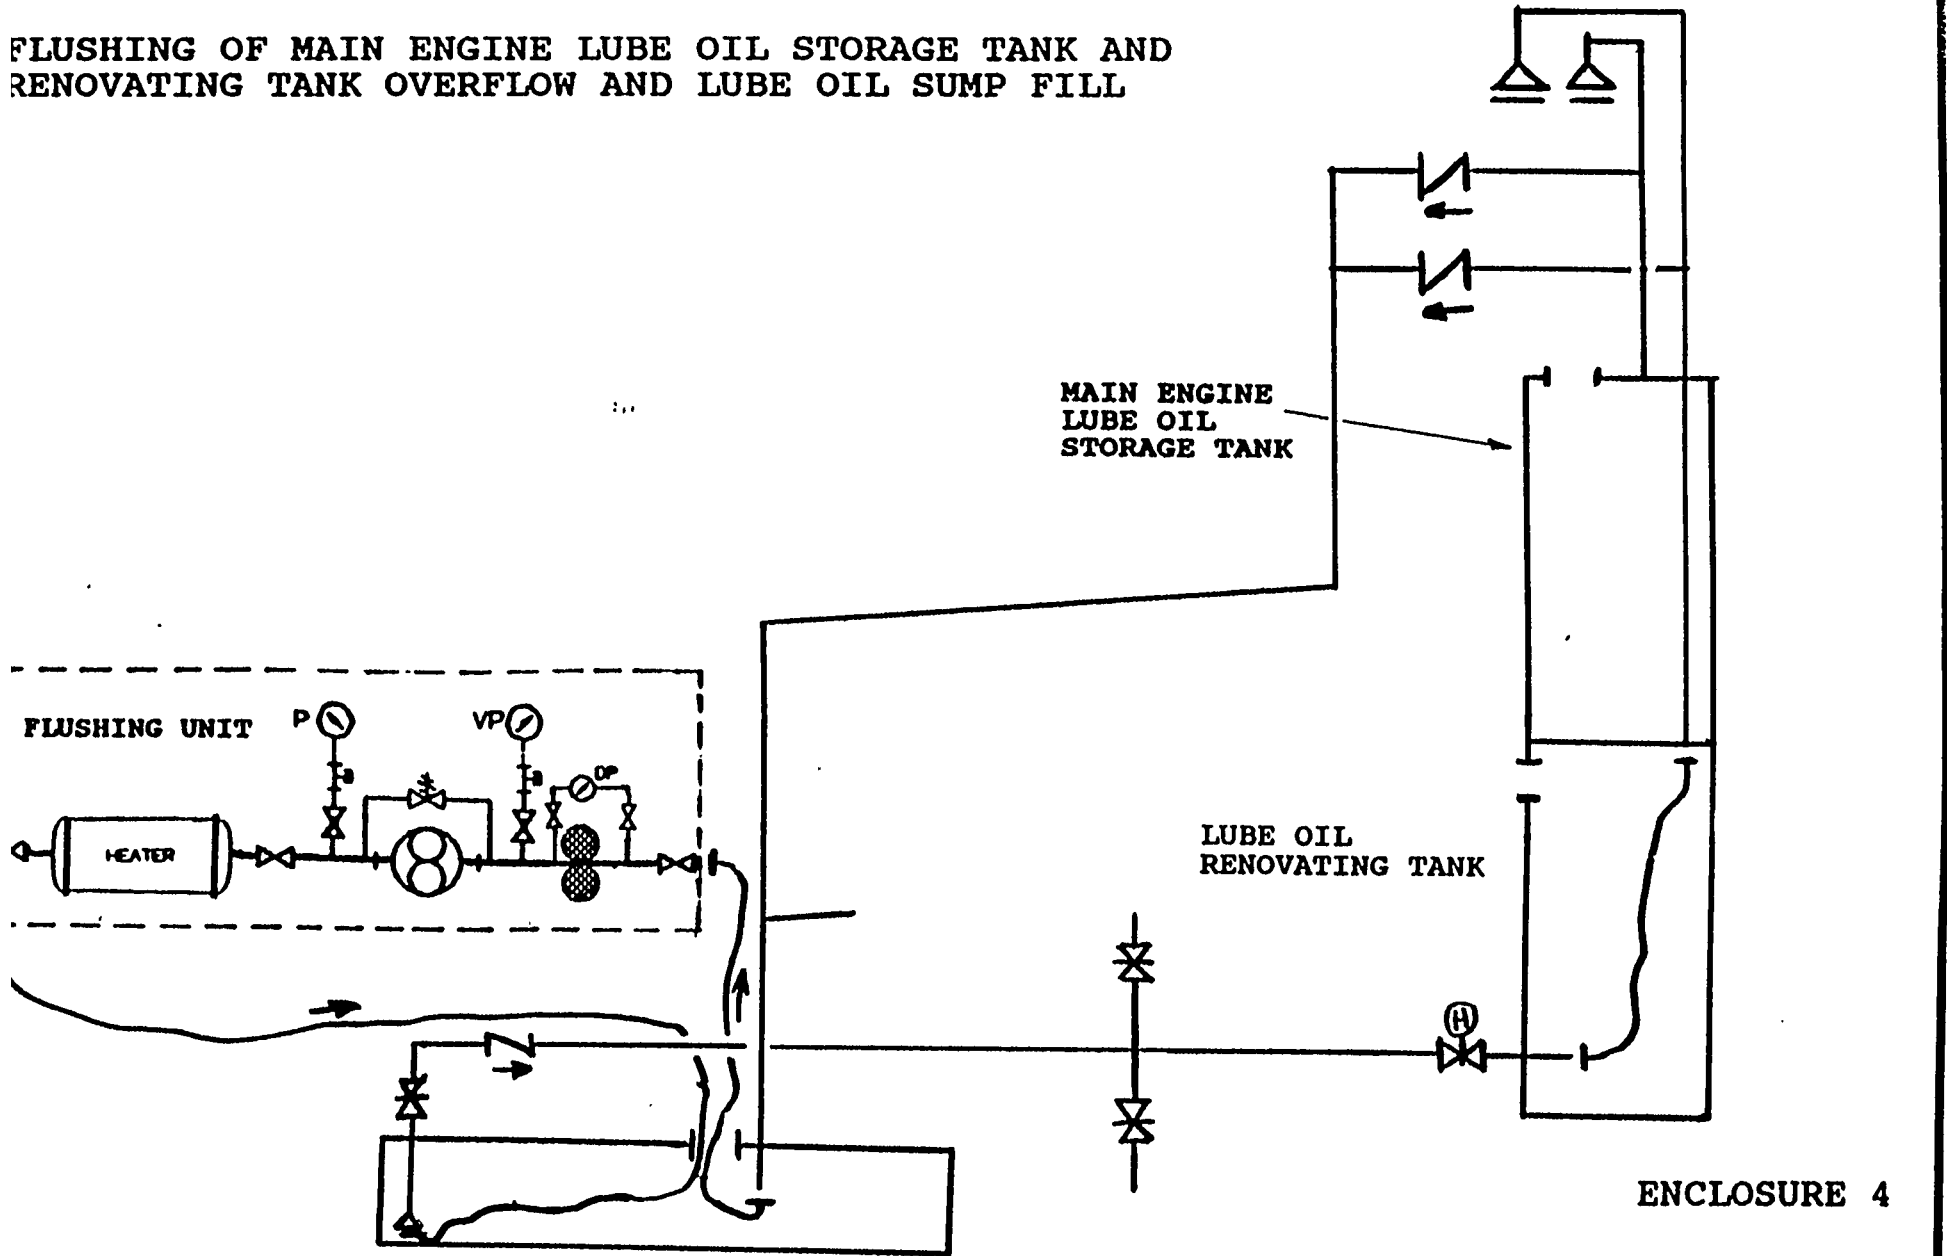 FLUSHING OF MAIN ENGINE LUBE OIL STORAGE TANK AND
RENOVATING TANK OVERFLOW AND LUBE OIL SUMP FILL
MAIN ENGINE
LUBE OIL
STORAGE TANK
FLUSHING UNIT
P
VP
DP
HEATER
LUBE OIL
RENOVATING TANK
H
ENCLOSURE 4